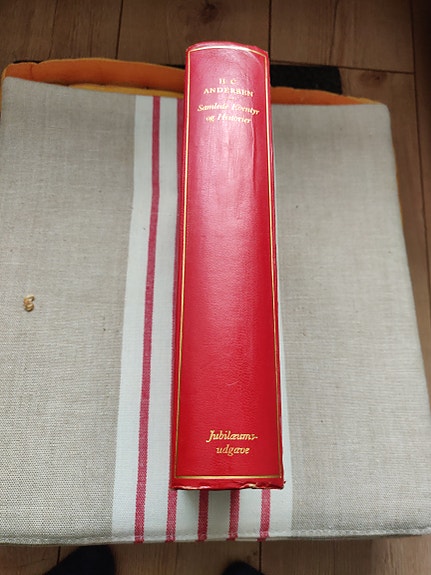 H. C.
ANDERSEN
Samlede Eventyr
og Historier
Jubilæums-
udgave